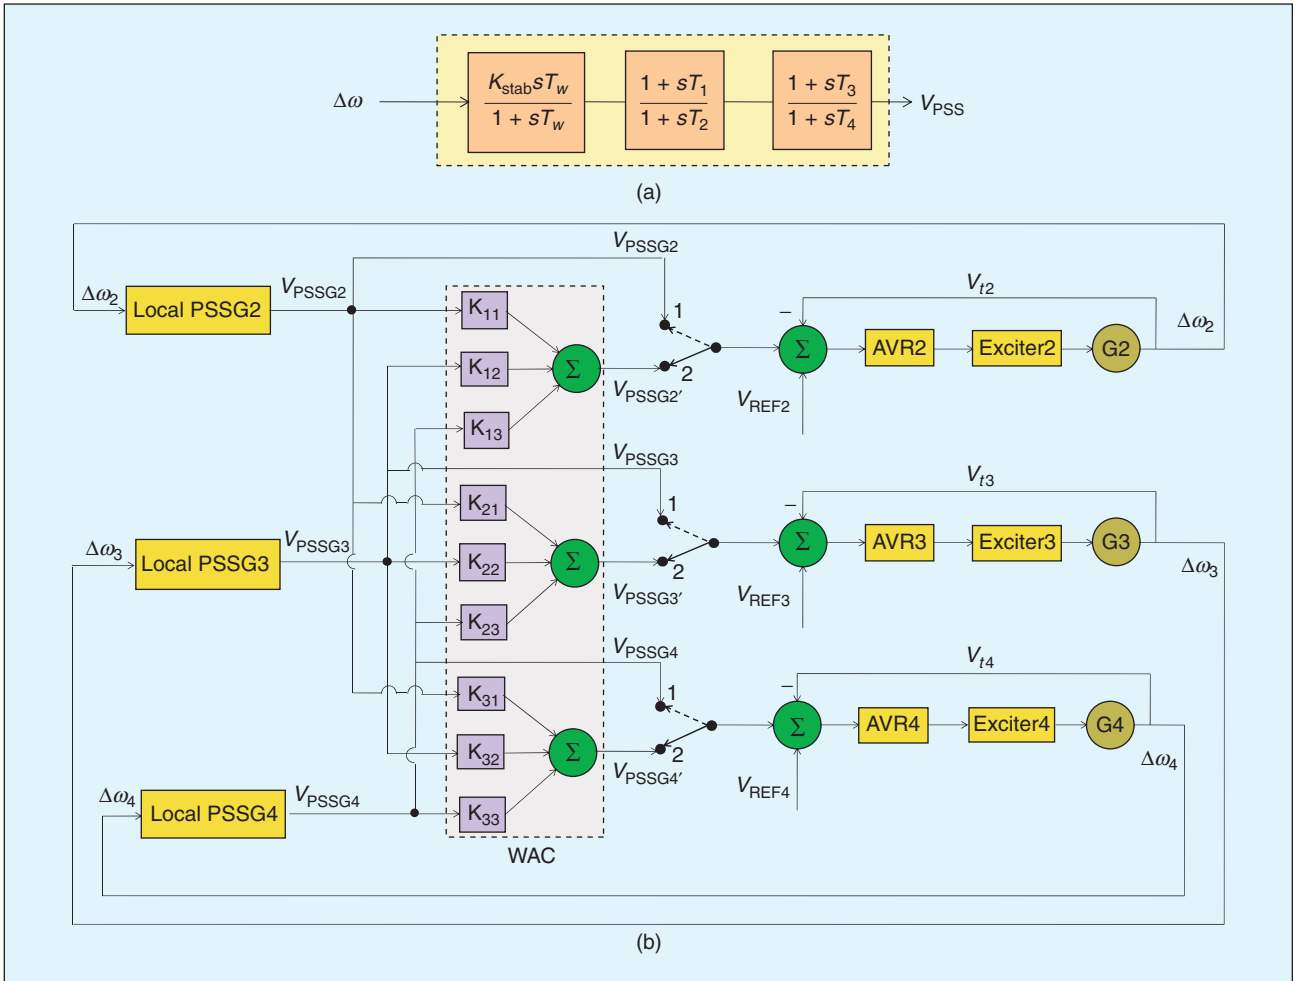 Δω
K_stab sT_w
1 + sT_w
1 + sT_1
1 + sT_2
1 + sT_3
1 + sT_4
V_PSS
(a)
Δω_2
Local PSSG2
V_PSSG2
V_PSSG2
K_11
K_12
K_13
Σ
V_PSSG2′
1
2
−
Σ
V_REF2
AVR2
Exciter2
G2
V_t2
Δω_2
Δω_3
Local PSSG3
V_PSSG3
V_PSSG3
K_21
K_22
K_23
Σ
V_PSSG3′
1
2
−
Σ
V_REF3
AVR3
Exciter3
G3
V_t3
Δω_3
Δω_4
Local PSSG4
V_PSSG4
V_PSSG4
K_31
K_32
K_33
Σ
V_PSSG4′
1
2
−
Σ
V_REF4
AVR4
Exciter4
G4
V_t4
Δω_4
WAC
(b)